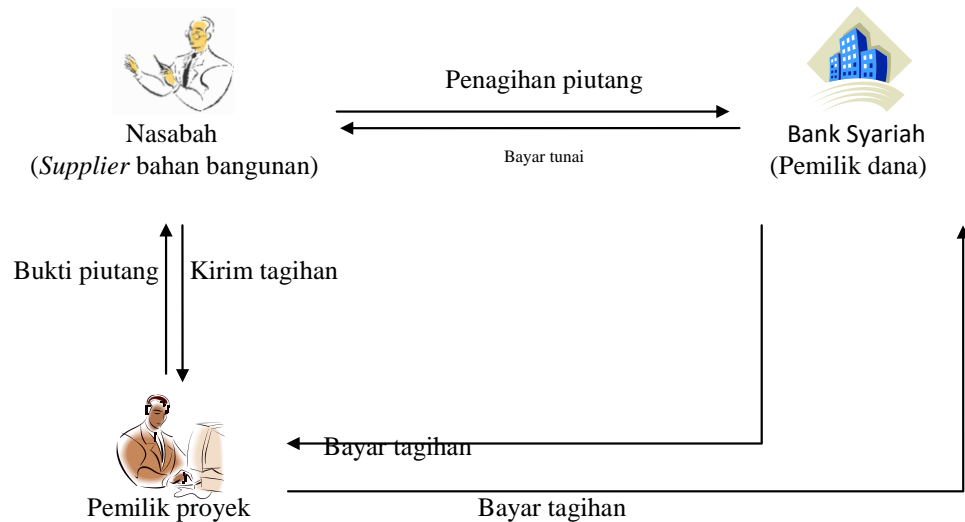 Penagihan piutang
Nasabah
(Supplier bahan bangunan)
Bayar tunai
Bank Syariah
(Pemilik dana)
Bukti piutang
Kirim tagihan
Bayar tagihan
Pemilik proyek
Bayar tagihan